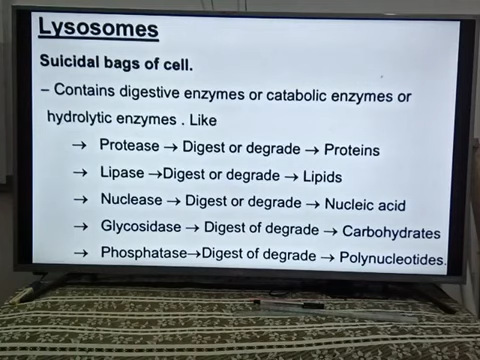 Lysosomes
Suicidal bags of cell.
– Contains digestive enzymes or catabolic enzymes or
hydrolytic enzymes . Like
→ Protease → Digest or degrade → Proteins
→ Lipase →Digest or degrade → Lipids
→ Nuclease → Digest or degrade → Nucleic acid
→ Glycosidase → Digest of degrade → Carbohydrates
→ Phosphatase→Digest of degrade → Polynucleotides.